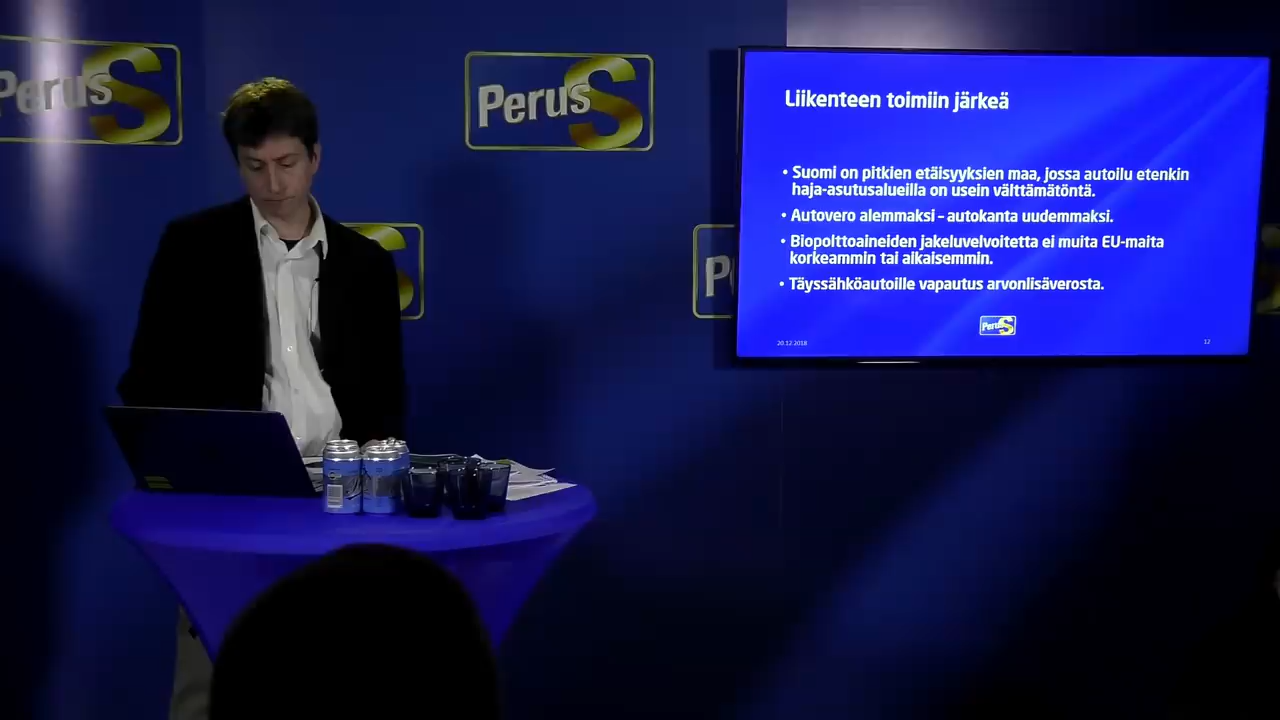 PerusS
PerusS
Liikenteen toimiin järkeä
• Suomi on pitkien etäisyyksien maa, jossa autoilu etenkin
haja-asutusalueilla on usein välttämätöntä.
• Autovero alemmaksi – autokanta uudemmaksi.
• Biopolttoaineiden jakeluvelvoitetta ei muita EU-maita
korkeammin tai aikaisemmin.
• Täyssähköautoille vapautus arvonlisäverosta.
PerusS
20.12.2018
12
S
P